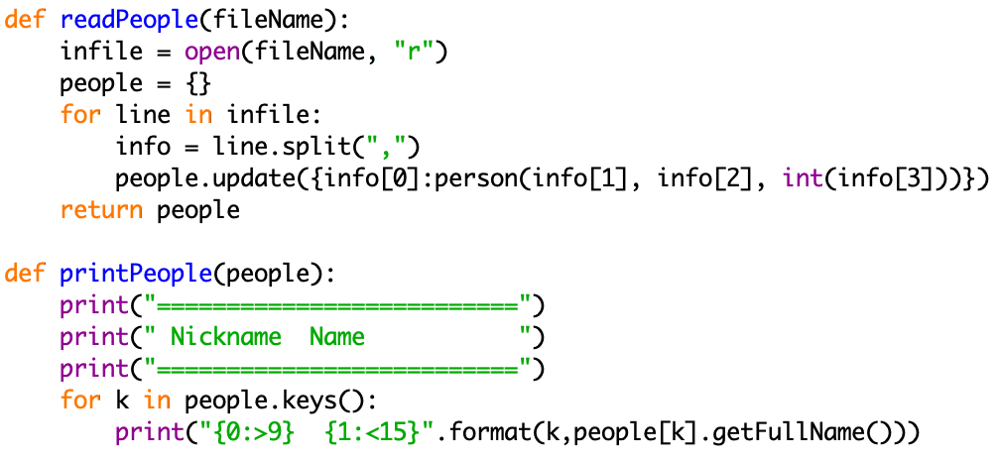 def readPeople(fileName):
    infile = open(fileName, "r")
    people = {}
    for line in infile:
        info = line.split(",")
        people.update({info[0]:person(info[1], info[2], int(info[3]))})
    return people

def printPeople(people):
    print("==========================")
    print(" Nickname  Name           ")
    print("==========================")
    for k in people.keys():
        print("{0:>9}  {1:<15}".format(k,people[k].getFullName()))